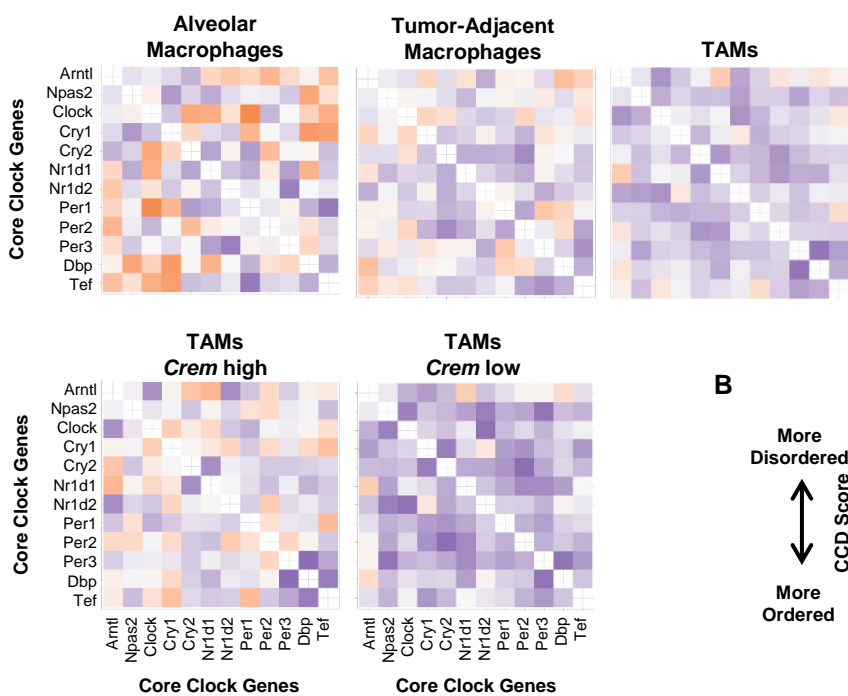 Alveolar
Macrophages
Tumor-Adjacent
Macrophages
TAMs
Core Clock Genes
Arntl
Npas2
Clock
Cry1
Cry2
Nr1d1
Nr1d2
Per1
Per2
Per3
Dbp
Tef
TAMs
Crem high
TAMs
Crem low
Core Clock Genes
Arntl
Npas2
Clock
Cry1
Cry2
Nr1d1
Nr1d2
Per1
Per2
Per3
Dbp
Tef
Arntl
Npas2
Clock
Cry1
Cry2
Nr1d1
Nr1d2
Per1
Per2
Per3
Dbp
Tef
Arntl
Npas2
Clock
Cry1
Cry2
Nr1d1
Nr1d2
Per1
Per2
Per3
Dbp
Tef
Core Clock Genes
Core Clock Genes
B
More
Disordered
CCD Score
More
Ordered